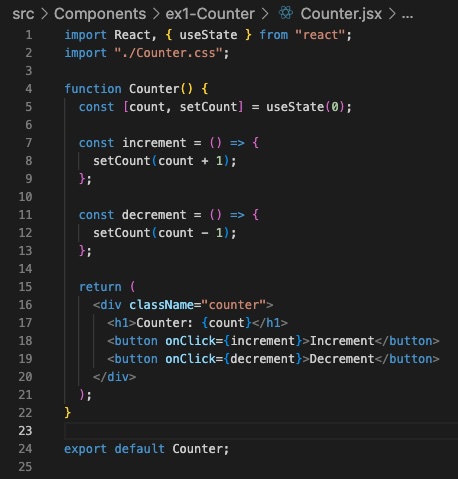 src > Components > ex1-Counter > Counter.jsx > ...
1 import React, { useState } from "react";
2 import "./Counter.css";
3
4 function Counter() {
5   const [count, setCount] = useState(0);
6
7   const increment = () => {
8     setCount(count + 1);
9   };
10
11   const decrement = () => {
12     setCount(count - 1);
13   };
14
15   return (
16     <div className="counter">
17       <h1>Counter: {count}</h1>
18       <button onClick={increment}>Increment</button>
19       <button onClick={decrement}>Decrement</button>
20     </div>
21   );
22 }
23
24 export default Counter;
25